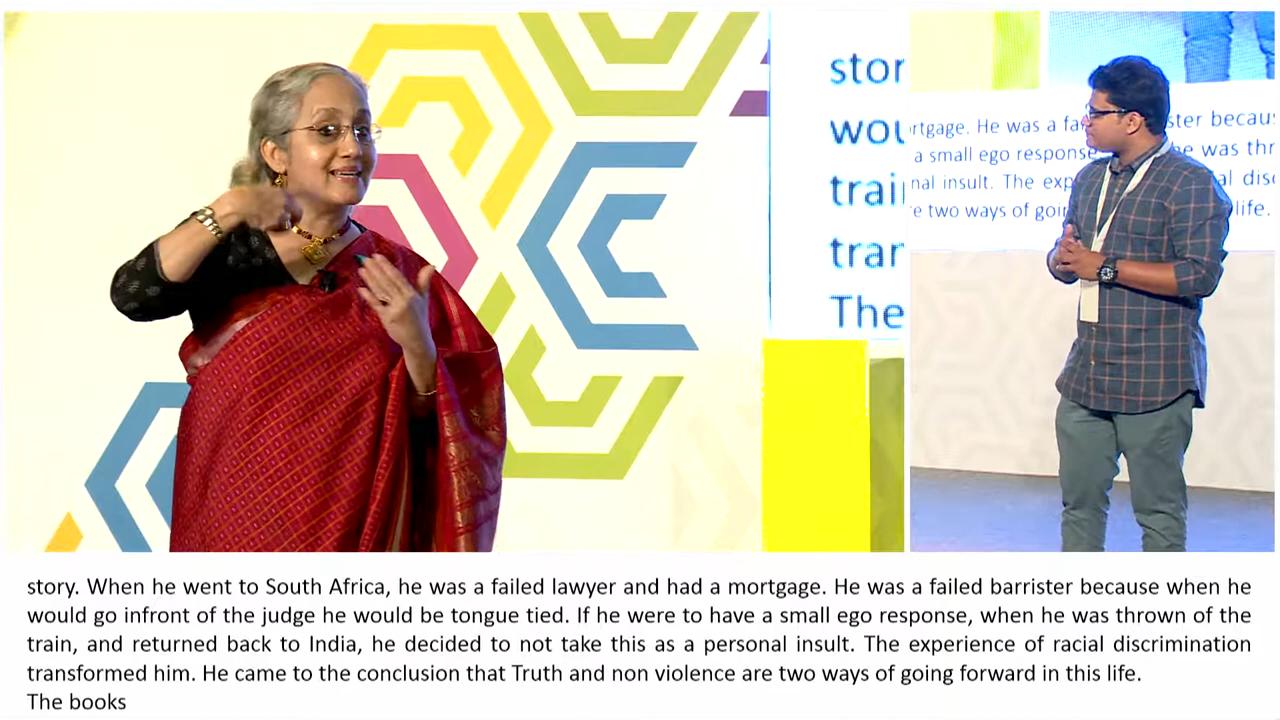 stor
wou
trai
tran
The
rtgage. He was a fa ster becaus
a small ego response he was thr
nal insult. The exp al disc
e two ways of goin life.
story. When he went to South Africa, he was a failed lawyer and had a mortgage. He was a failed barrister because when he
would go infront of the judge he would be tongue tied. If he were to have a small ego response, when he was thrown of the
train, and returned back to India, he decided to not take this as a personal insult. The experience of racial discrimination
transformed him. He came to the conclusion that Truth and non violence are two ways of going forward in this life.
The books